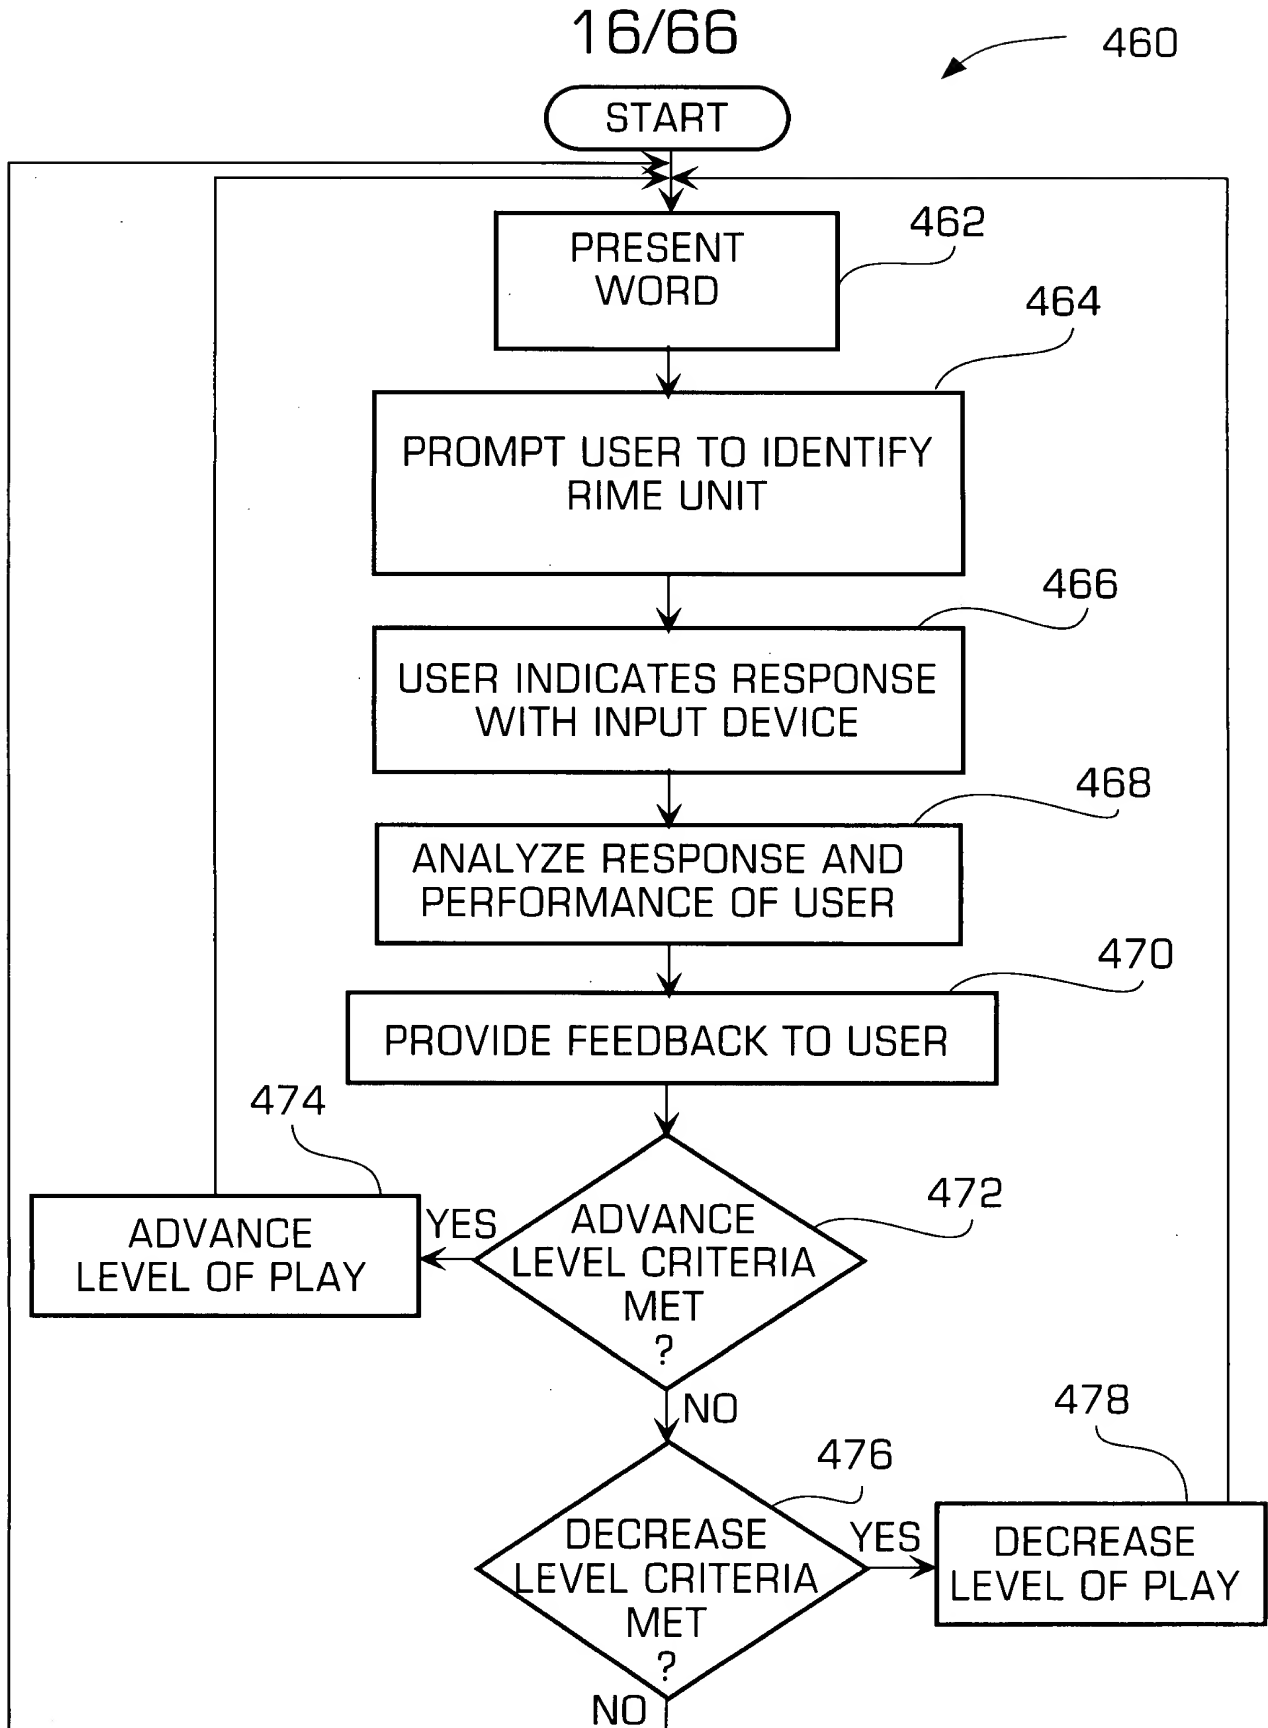 16/66
460
START
462
PRESENT
WORD
464
PROMPT USER TO IDENTIFY
RIME UNIT
466
USER INDICATES RESPONSE
WITH INPUT DEVICE
468
ANALYZE RESPONSE AND
PERFORMANCE OF USER
470
PROVIDE FEEDBACK TO USER
474
472
YES
ADVANCE
LEVEL OF PLAY
ADVANCE
LEVEL CRITERIA
MET
?
NO
478
476
YES
DECREASE
LEVEL CRITERIA
MET
?
DECREASE
LEVEL OF PLAY
NO